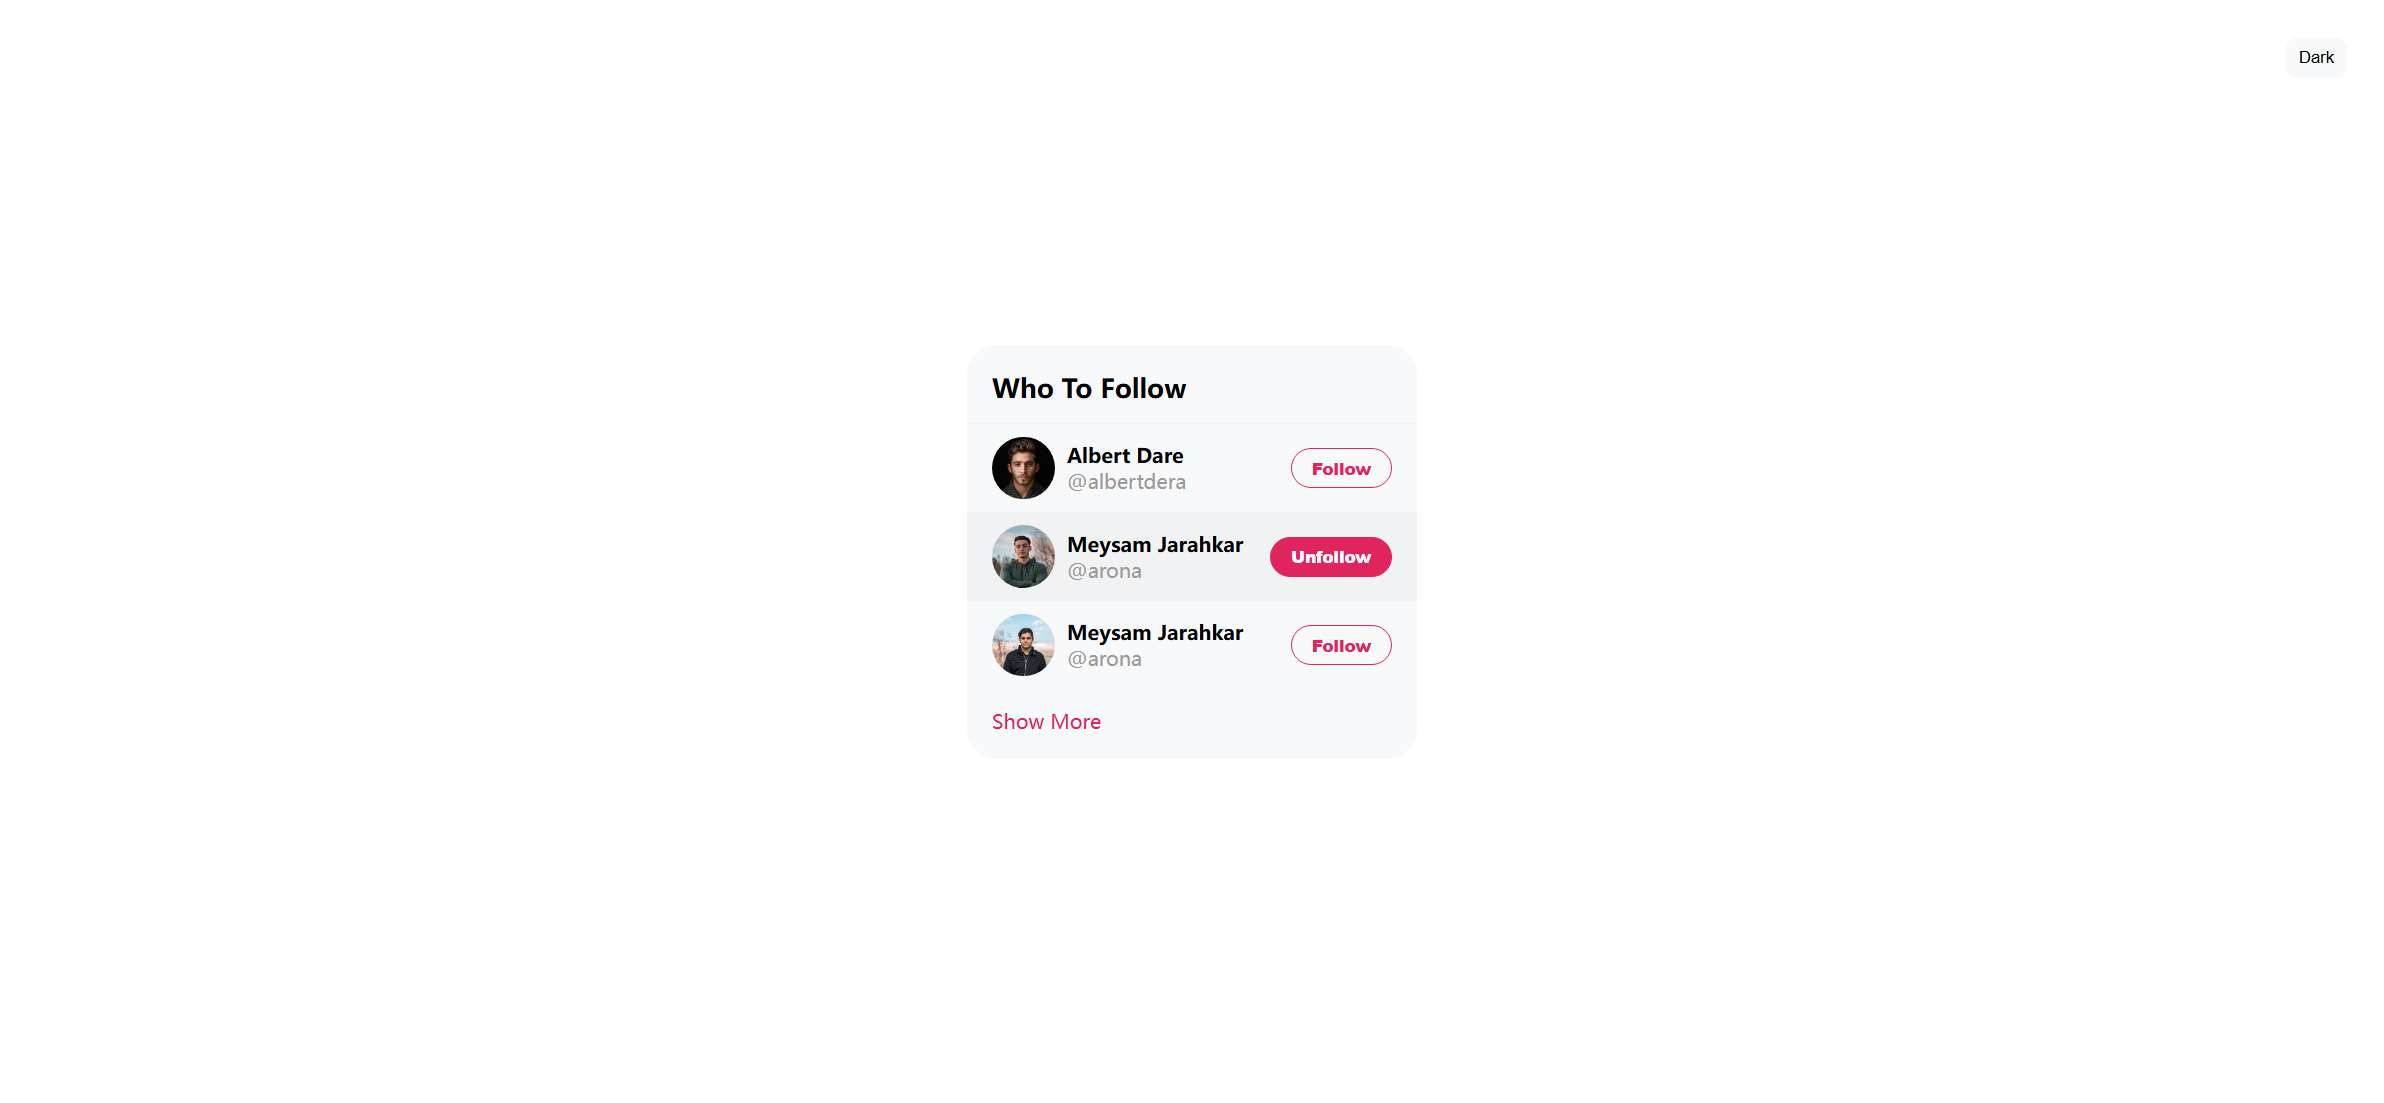 Dark
Who To Follow
Albert Dare
@albertdera
Follow
Meysam Jarahkar
@arona
Unfollow
Meysam Jarahkar
@arona
Follow
Show More